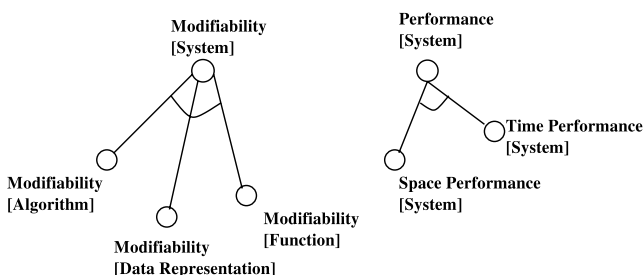 Modifiability
[System]
Performance
[System]
Time Performance
[System]
Modifiability
[Algorithm]
Space Performance
[System]
Modifiability
[Function]
Modifiability
[Data Representation]